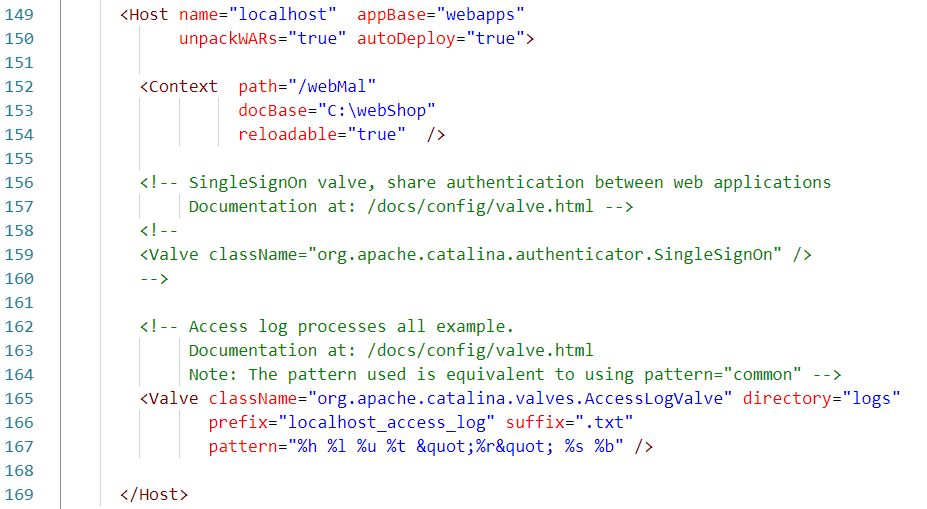 149 <Host name="localhost"  appBase="webapps"
150 unpackWARs="true" autoDeploy="true">
151
152 <Context  path="/webMal"
153 docBase="C:\webShop"
154 reloadable="true"  />
155
156 <!-- SingleSignOn valve, share authentication between web applications
157 Documentation at: /docs/config/valve.html -->
158 <!--
159 <Valve className="org.apache.catalina.authenticator.SingleSignOn" />
160 -->
161
162 <!-- Access log processes all example.
163 Documentation at: /docs/config/valve.html
164 Note: The pattern used is equivalent to using pattern="common" -->
165 <Valve className="org.apache.catalina.valves.AccessLogValve" directory="logs"
166 prefix="localhost_access_log" suffix=".txt"
167 pattern="%h %l %u %t &quot;%r&quot; %s %b" />
168
169 </Host>